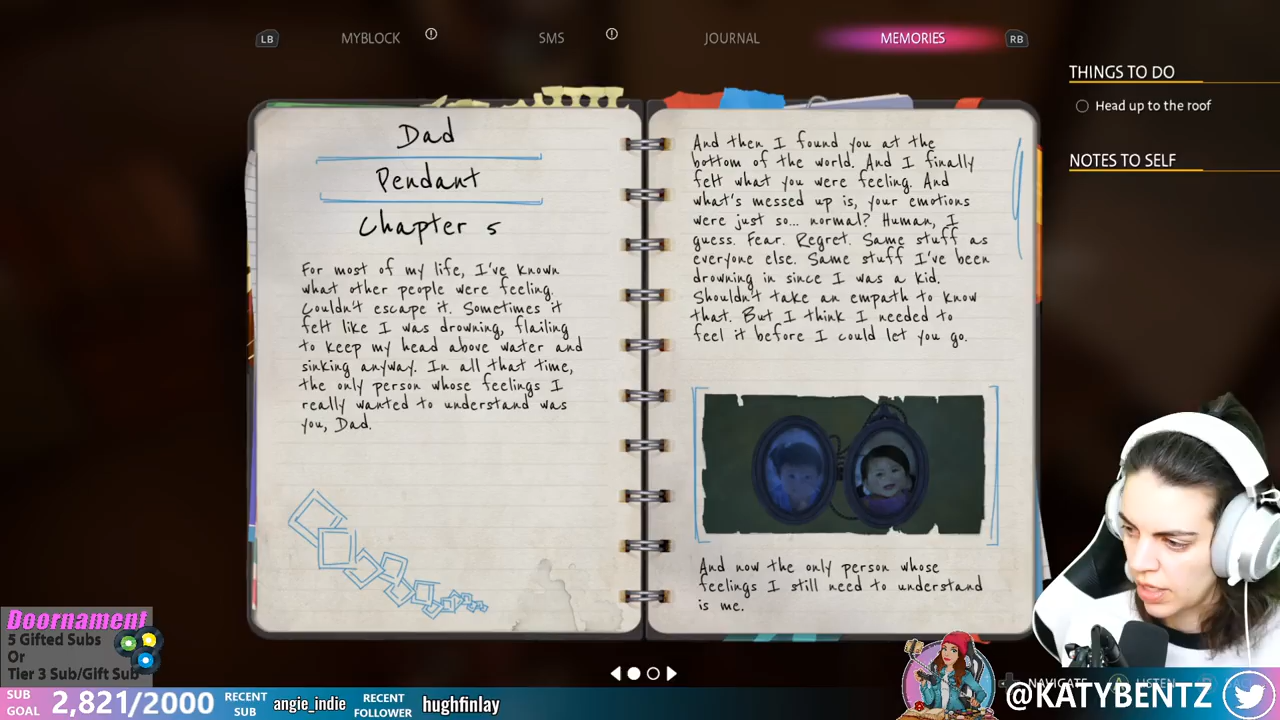 LB
MYBLOCK
SMS
JOURNAL
MEMORIES
RB
THINGS TO DO
Head up to the roof
NOTES TO SELF
Dad
Pendant
Chapter 5
For most of my life, I've known
what other people were feeling.
Couldn't escape it. Sometimes it
felt like I was drowning, flailing
to keep my head above water and
sinking anyway. In all that time,
the only person whose feelings I
really wanted to understand was
you, Dad.
And then I found you at the
bottom of the world. And I finally
felt what you were feeling. And
what's messed up is, your emotions
were just so... normal? Human, I
guess. Fear. Regret. Same stuff as
everyone else. Same stuff I've been
drowning in since I was a kid.
Shouldn't take an empath to know
that. But I think I needed to
feel it before I could let you go.
And now the only person whose
feelings I still need to understand
is me.
Doornament
5 Gifted Subs
Or
Tier 3 Sub/Gift Sub
SUB
GOAL
2,821/2000
RECENT
SUB
angie_indie
RECENT
FOLLOWER
hughfinlay
NAVIGATE
LISTEN
@KATYBENTZ